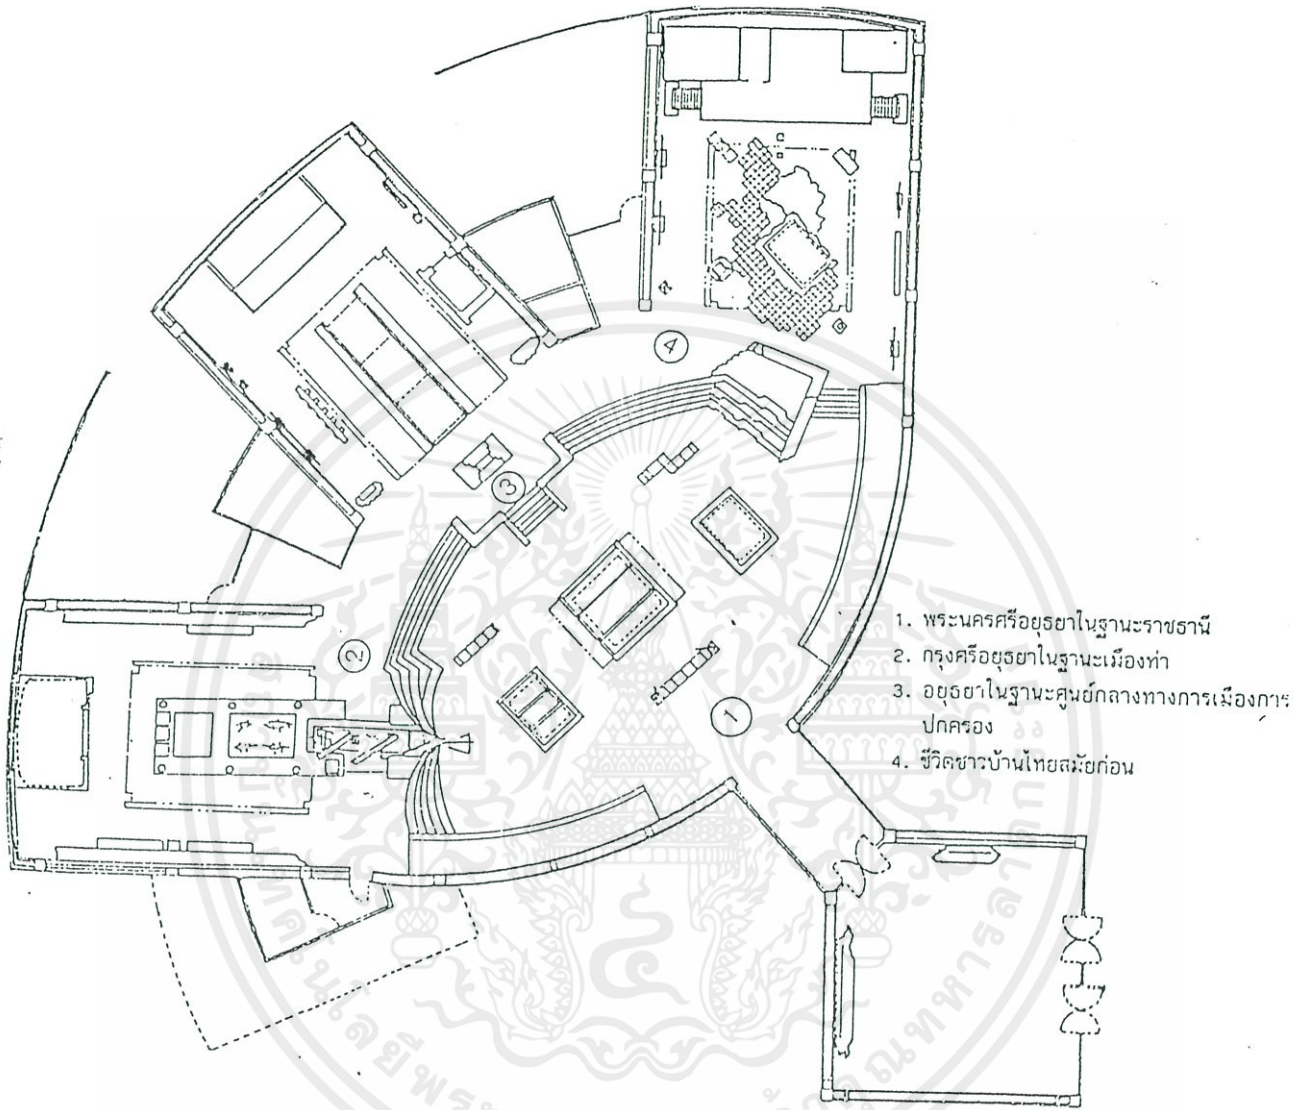 1. พระนครศรีอยุธยาในฐานะราชธานี
2. กรุงศรีอยุธยาในฐานะเมืองท่า
3. อยุธยาในฐานะศูนย์กลางทางการเมืองการ
ปกครอง
4. ชีวิตชาวบ้านไทยสมัยก่อน
4
3
2
1